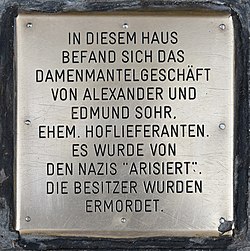 IN DIESEM HAUS
BEFAND SICH DAS
DAMENMANTELGESCHÄFT
VON ALEXANDER UND
EDMUND SOHR,
EHEM. HOFLIEFERANTEN.
ES WURDE VON
DEN NAZIS "ARISIERT".
DIE BESITZER WURDEN
ERMORDET.